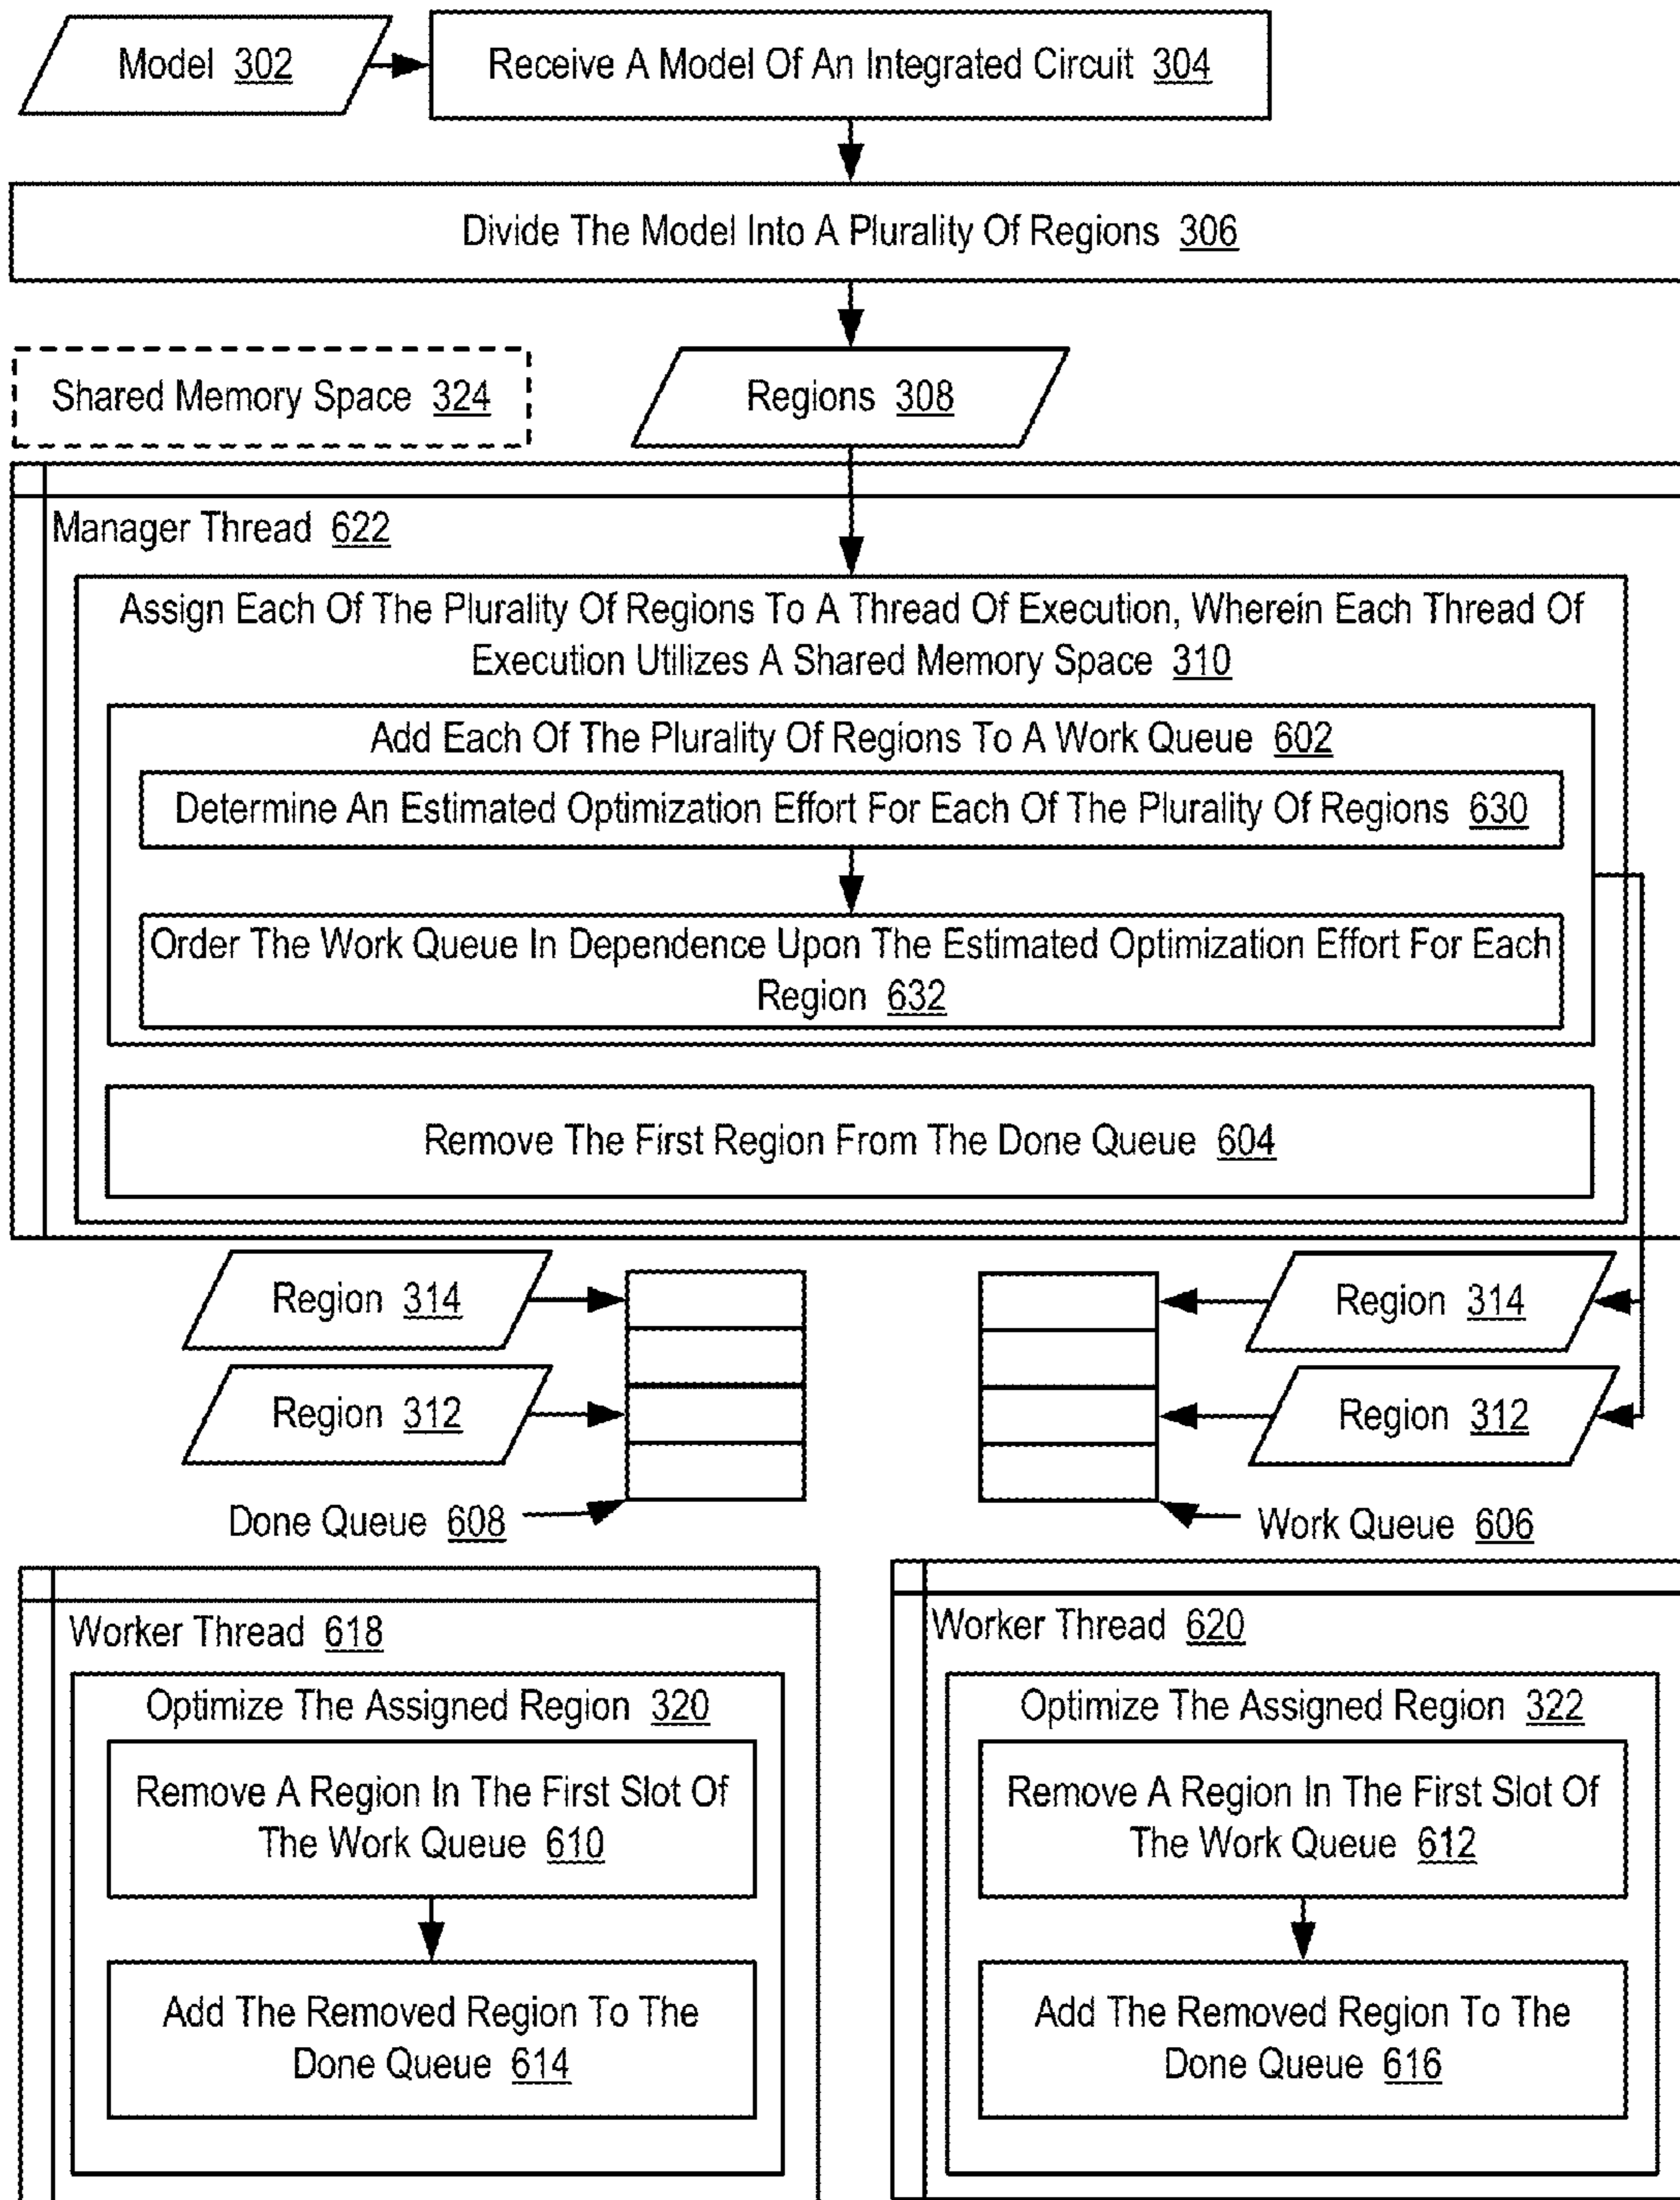 Model 302
Receive A Model Of An Integrated Circuit 304
Divide The Model Into A Plurality Of Regions 306
Shared Memory Space 324
Regions 308
Manager Thread 622
Assign Each Of The Plurality Of Regions To A Thread Of Execution, Wherein Each Thread Of
Execution Utilizes A Shared Memory Space 310
Add Each Of The Plurality Of Regions To A Work Queue 602
Determine An Estimated Optimization Effort For Each Of The Plurality Of Regions 630
Order The Work Queue In Dependence Upon The Estimated Optimization Effort For Each
Region 632
Remove The First Region From The Done Queue 604
Region 314
Region 314
Region 312
Region 312
Done Queue 608
Work Queue 606
Worker Thread 618
Optimize The Assigned Region 320
Remove A Region In The First Slot Of
The Work Queue 610
Add The Removed Region To The
Done Queue 614
Worker Thread 620
Optimize The Assigned Region 322
Remove A Region In The First Slot Of
The Work Queue 612
Add The Removed Region To The
Done Queue 616